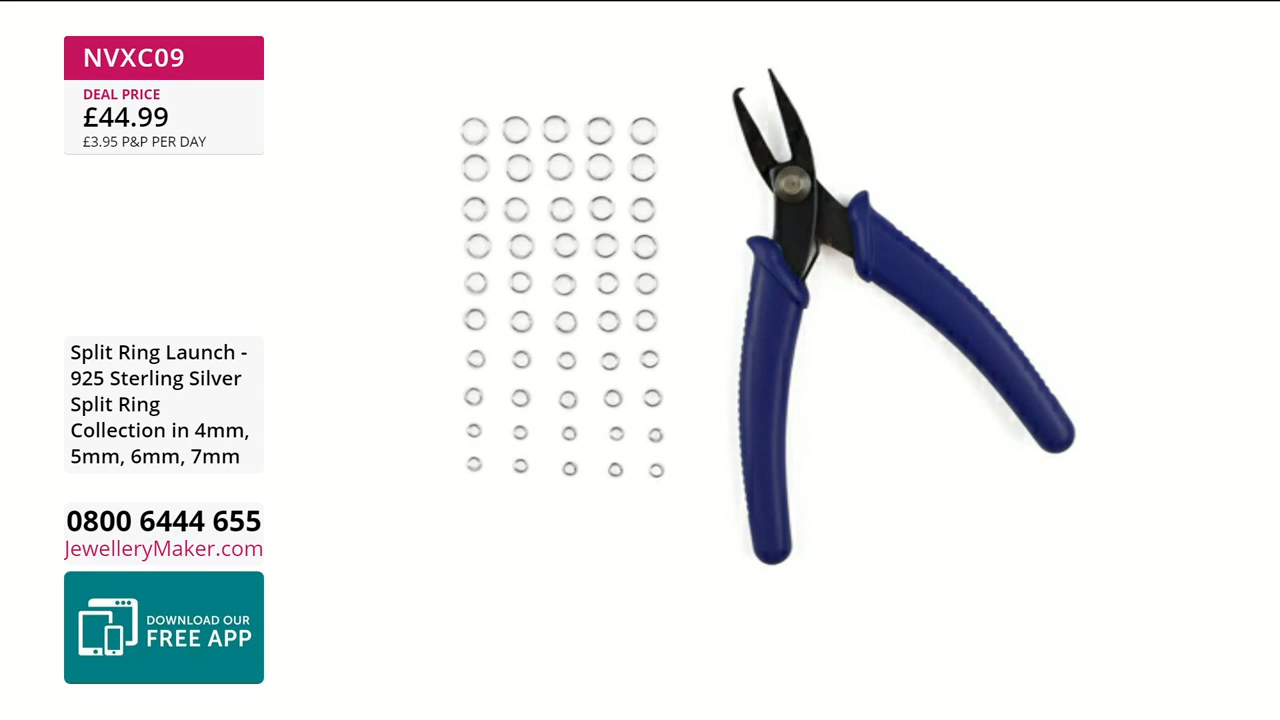 NVXC09
DEAL PRICE
£44.99
£3.95 P&P PER DAY
Split Ring Launch -
925 Sterling Silver
Split Ring
Collection in 4mm,
5mm, 6mm, 7mm
0800 6444 655
JewelleryMaker.com
DOWNLOAD OUR
FREE APP